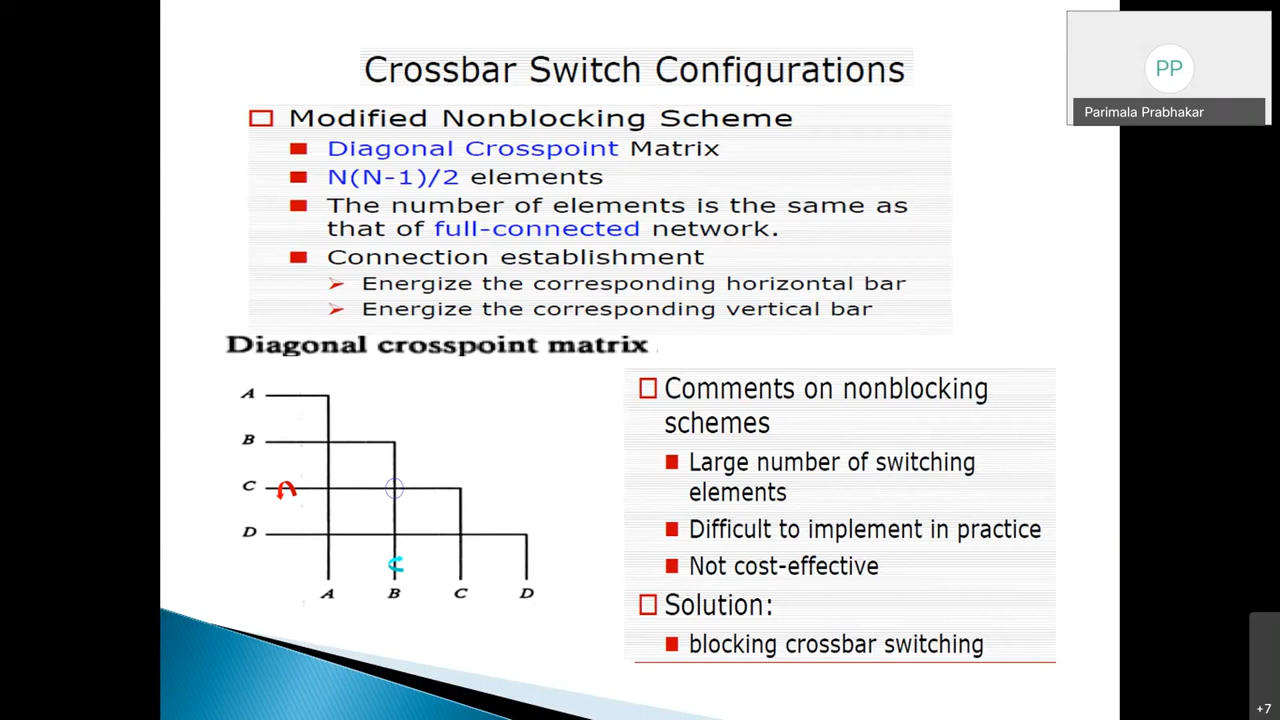 Crossbar Switch Configurations
PP
Parimala Prabhakar
Modified Nonblocking Scheme
Diagonal Crosspoint Matrix
N(N-1)/2 elements
The number of elements is the same as
that of full-connected network.
Connection establishment
Energize the corresponding horizontal bar
Energize the corresponding vertical bar
Diagonal crosspoint matrix
A
B
C
D
A B C D
Comments on nonblocking
schemes
Large number of switching
elements
Difficult to implement in practice
Not cost-effective
Solution:
blocking crossbar switching
+7